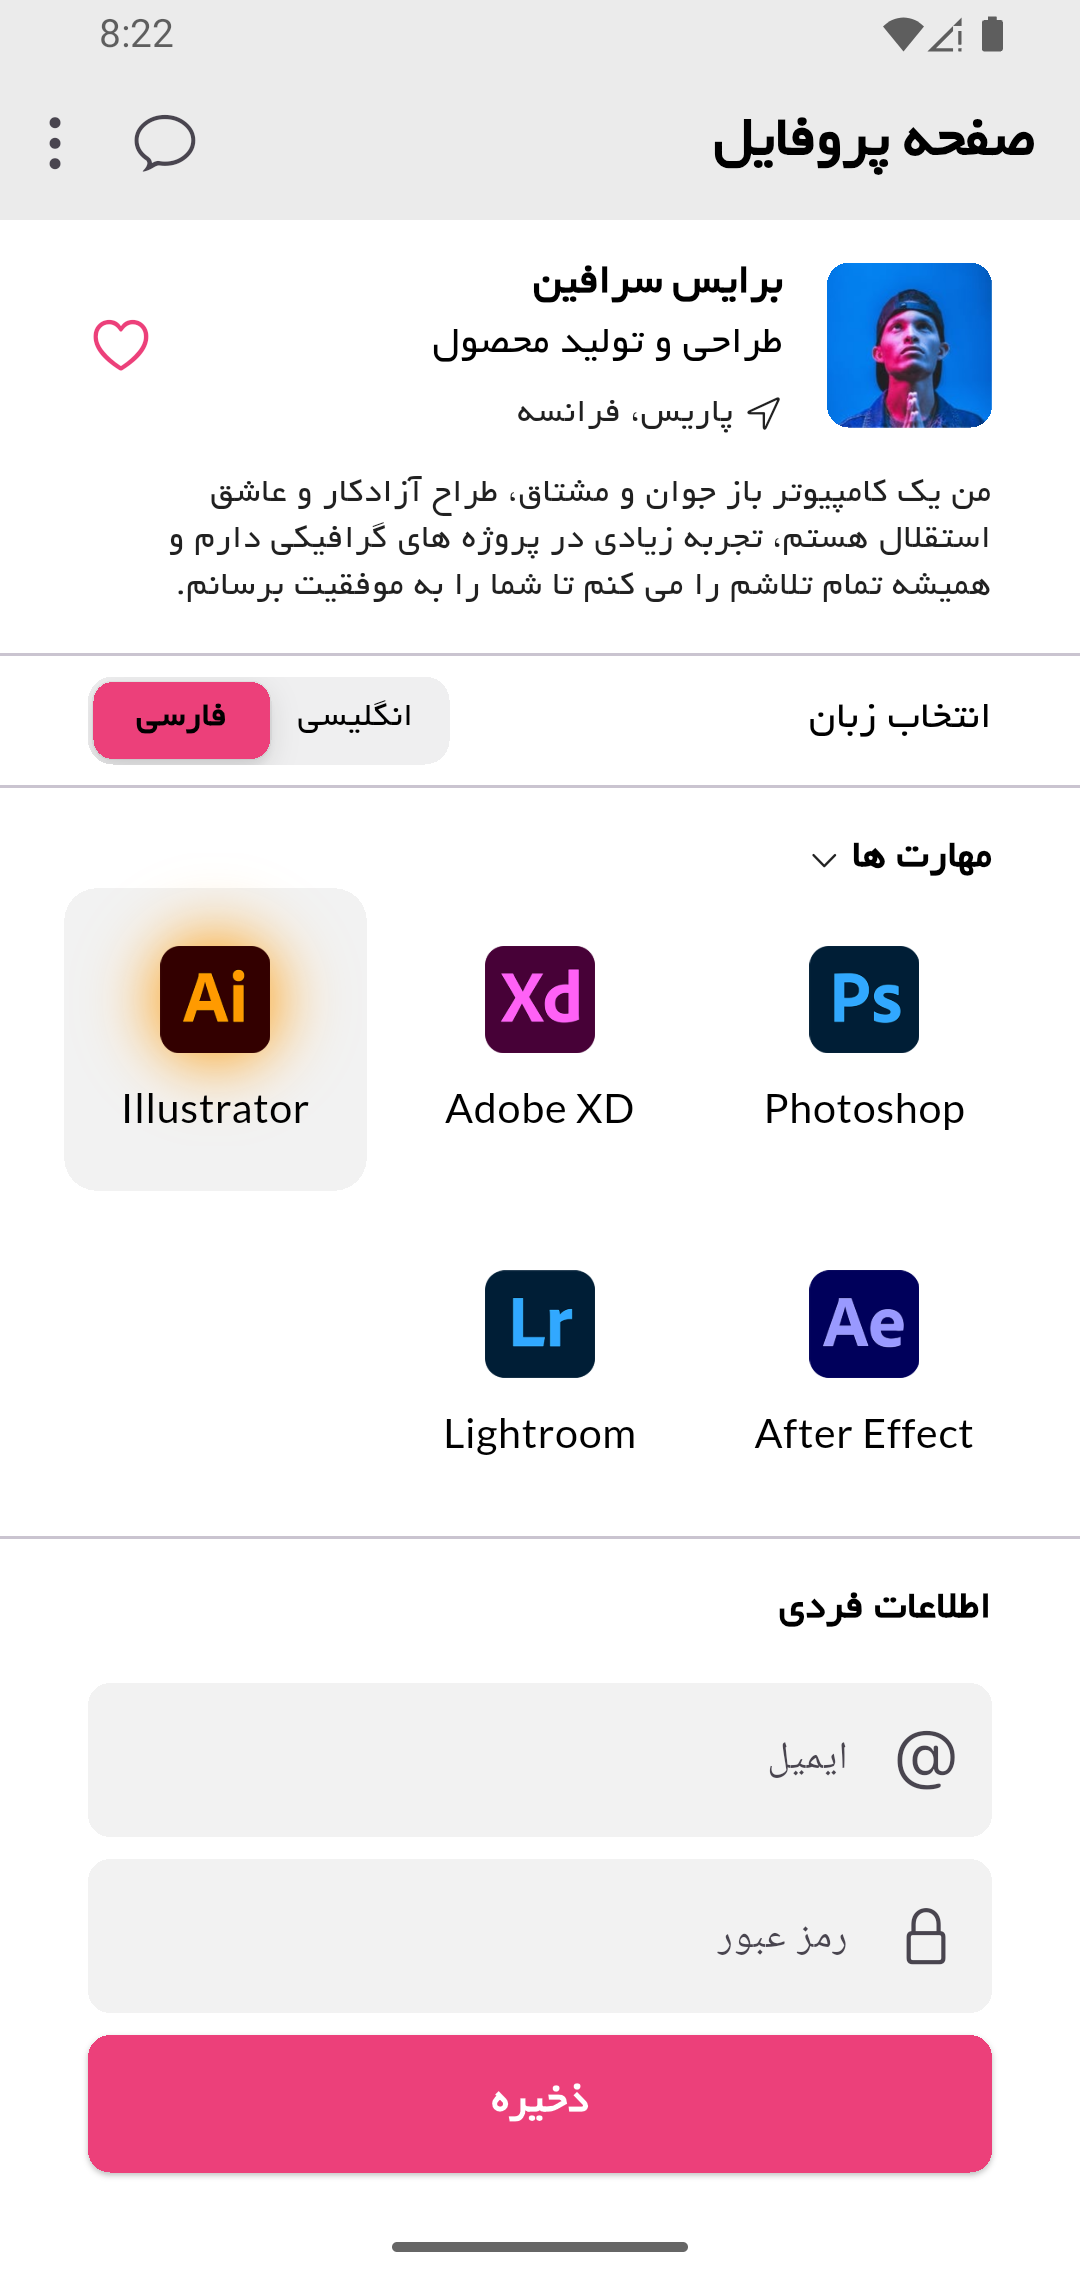 8:22
صفحه پروفایل
برایس سرافین
طراحی و تولید محصول
پاریس، فرانسه
من یک کامپیوتر باز جوان و مشتاق، طراح آزادکار و عاشق
استقلال هستم، تجربه زیادی در پروژه های گرافیکی دارم و
همیشه تمام تلاشم را می کنم تا شما را به موفقیت برسانم.
انتخاب زبان
انگلیسی
فارسی
مهارت ها
Ps
Xd
Ai
Photoshop
Adobe XD
Illustrator
Ae
Lr
After Effect
Lightroom
اطلاعات فردی
@ ایمیل
رمز عبور
ذخیره